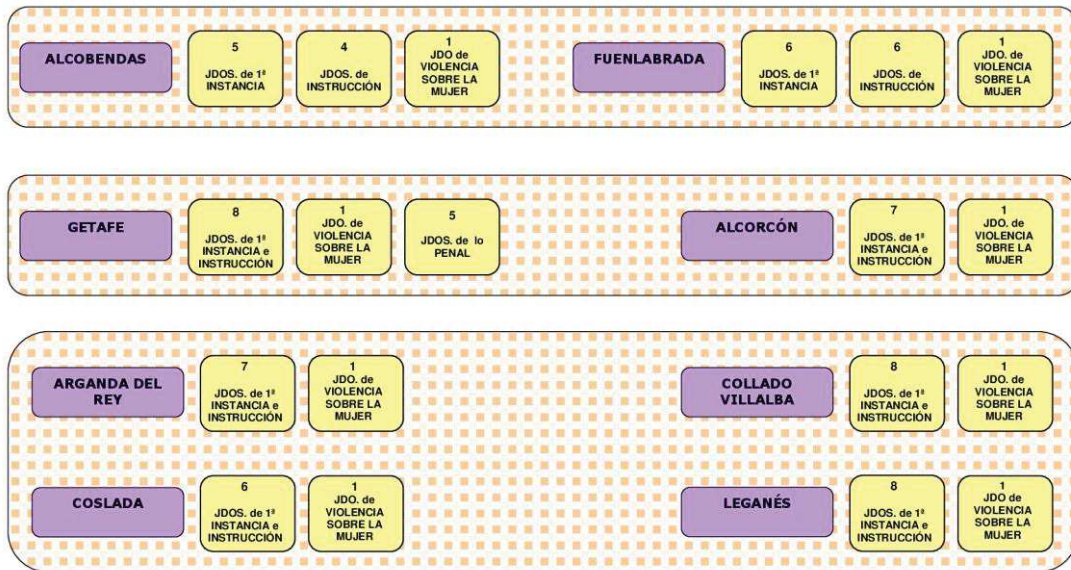 ALCOBENDAS
5
JDOS. de 1ª
INSTANCIA
4
JDOS. de
INSTRUCCIÓN
1
JDO de
VIOLENCIA
SOBRE LA
MUJER
FUENLABRADA
6
JDOS. de 1ª
INSTANCIA
6
JDOS. de
INSTRUCCIÓN
1
JDO. de
VIOLENCIA
SOBRE LA
MUJER
GETAFE
8
JDOS. de 1ª
INSTANCIA e
INSTRUCCIÓN
1
JDO. de
VIOLENCIA
SOBRE LA
MUJER
5
JDOS. de lo
PENAL
ALCORCÓN
7
JDOS. de 1ª
INSTANCIA e
INSTRUCCIÓN
1
JDO. de
VIOLENCIA
SOBRE LA
MUJER
ARGANDA DEL
REY
7
JDOS. de 1ª
INSTANCIA e
INSTRUCCIÓN
1
JDO. de
VIOLENCIA
SOBRE LA
MUJER
COLLADO
VILLALBA
8
JDOS. de 1ª
INSTANCIA e
INSTRUCCIÓN
1
JDO. de
VIOLENCIA
SOBRE LA
MUJER
COSLADA
6
JDOS. de 1ª
INSTANCIA e
INSTRUCCIÓN
1
JDO. de
VIOLENCIA
SOBRE LA
MUJER
LEGANÉS
8
JDOS. de 1ª
INSTANCIA e
INSTRUCCIÓN
1
JDO de
VIOLENCIA
SOBRE LA
MUJER